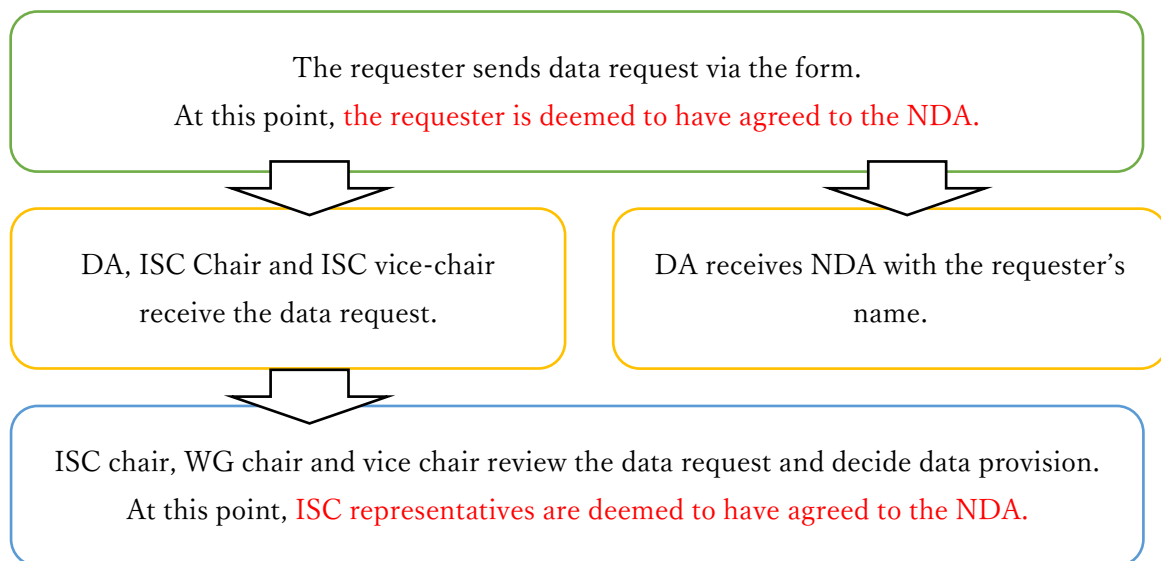 The requester sends data request via the form.
At this point, the requester is deemed to have agreed to the NDA.
DA, ISC Chair and ISC vice-chair
receive the data request.
DA receives NDA with the requester’s
name.
ISC chair, WG chair and vice chair review the data request and decide data provision.
At this point, ISC representatives are deemed to have agreed to the NDA.